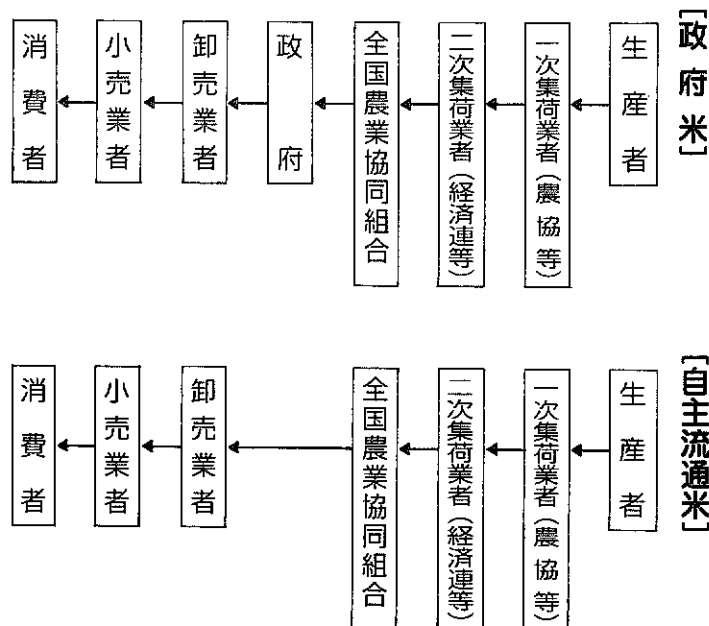 ［政府米］
生産者
一次集荷業者（農協等）
二次集荷業者（経済連等）
全国農業協同組合
政府
卸売業者
小売業者
消費者
［自主流通米］
生産者
一次集荷業者（農協等）
二次集荷業者（経済連等）
全国農業協同組合
卸売業者
小売業者
消費者